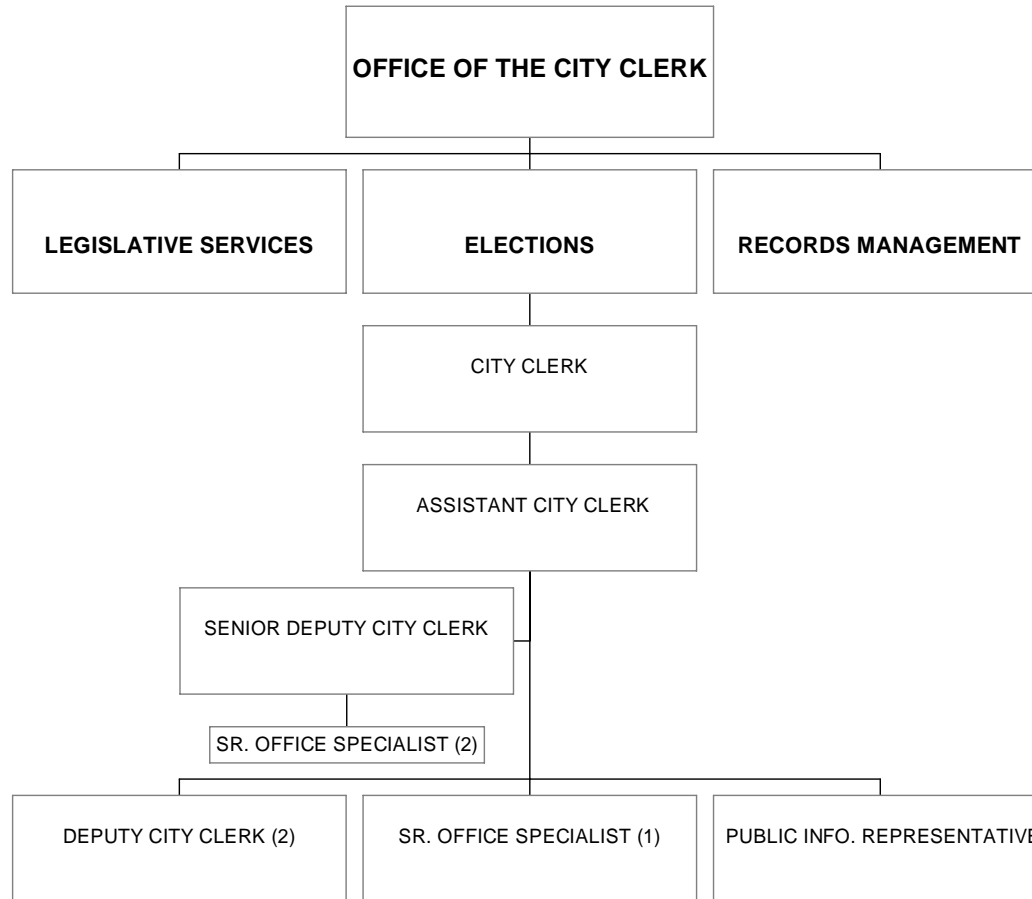 OFFICE OF THE CITY CLERK
LEGISLATIVE SERVICES
ELECTIONS
RECORDS MANAGEMENT
CITY CLERK
ASSISTANT CITY CLERK
SENIOR DEPUTY CITY CLERK
SR. OFFICE SPECIALIST (2)
DEPUTY CITY CLERK (2)
SR. OFFICE SPECIALIST (1)
PUBLIC INFO. REPRESENTATIVE